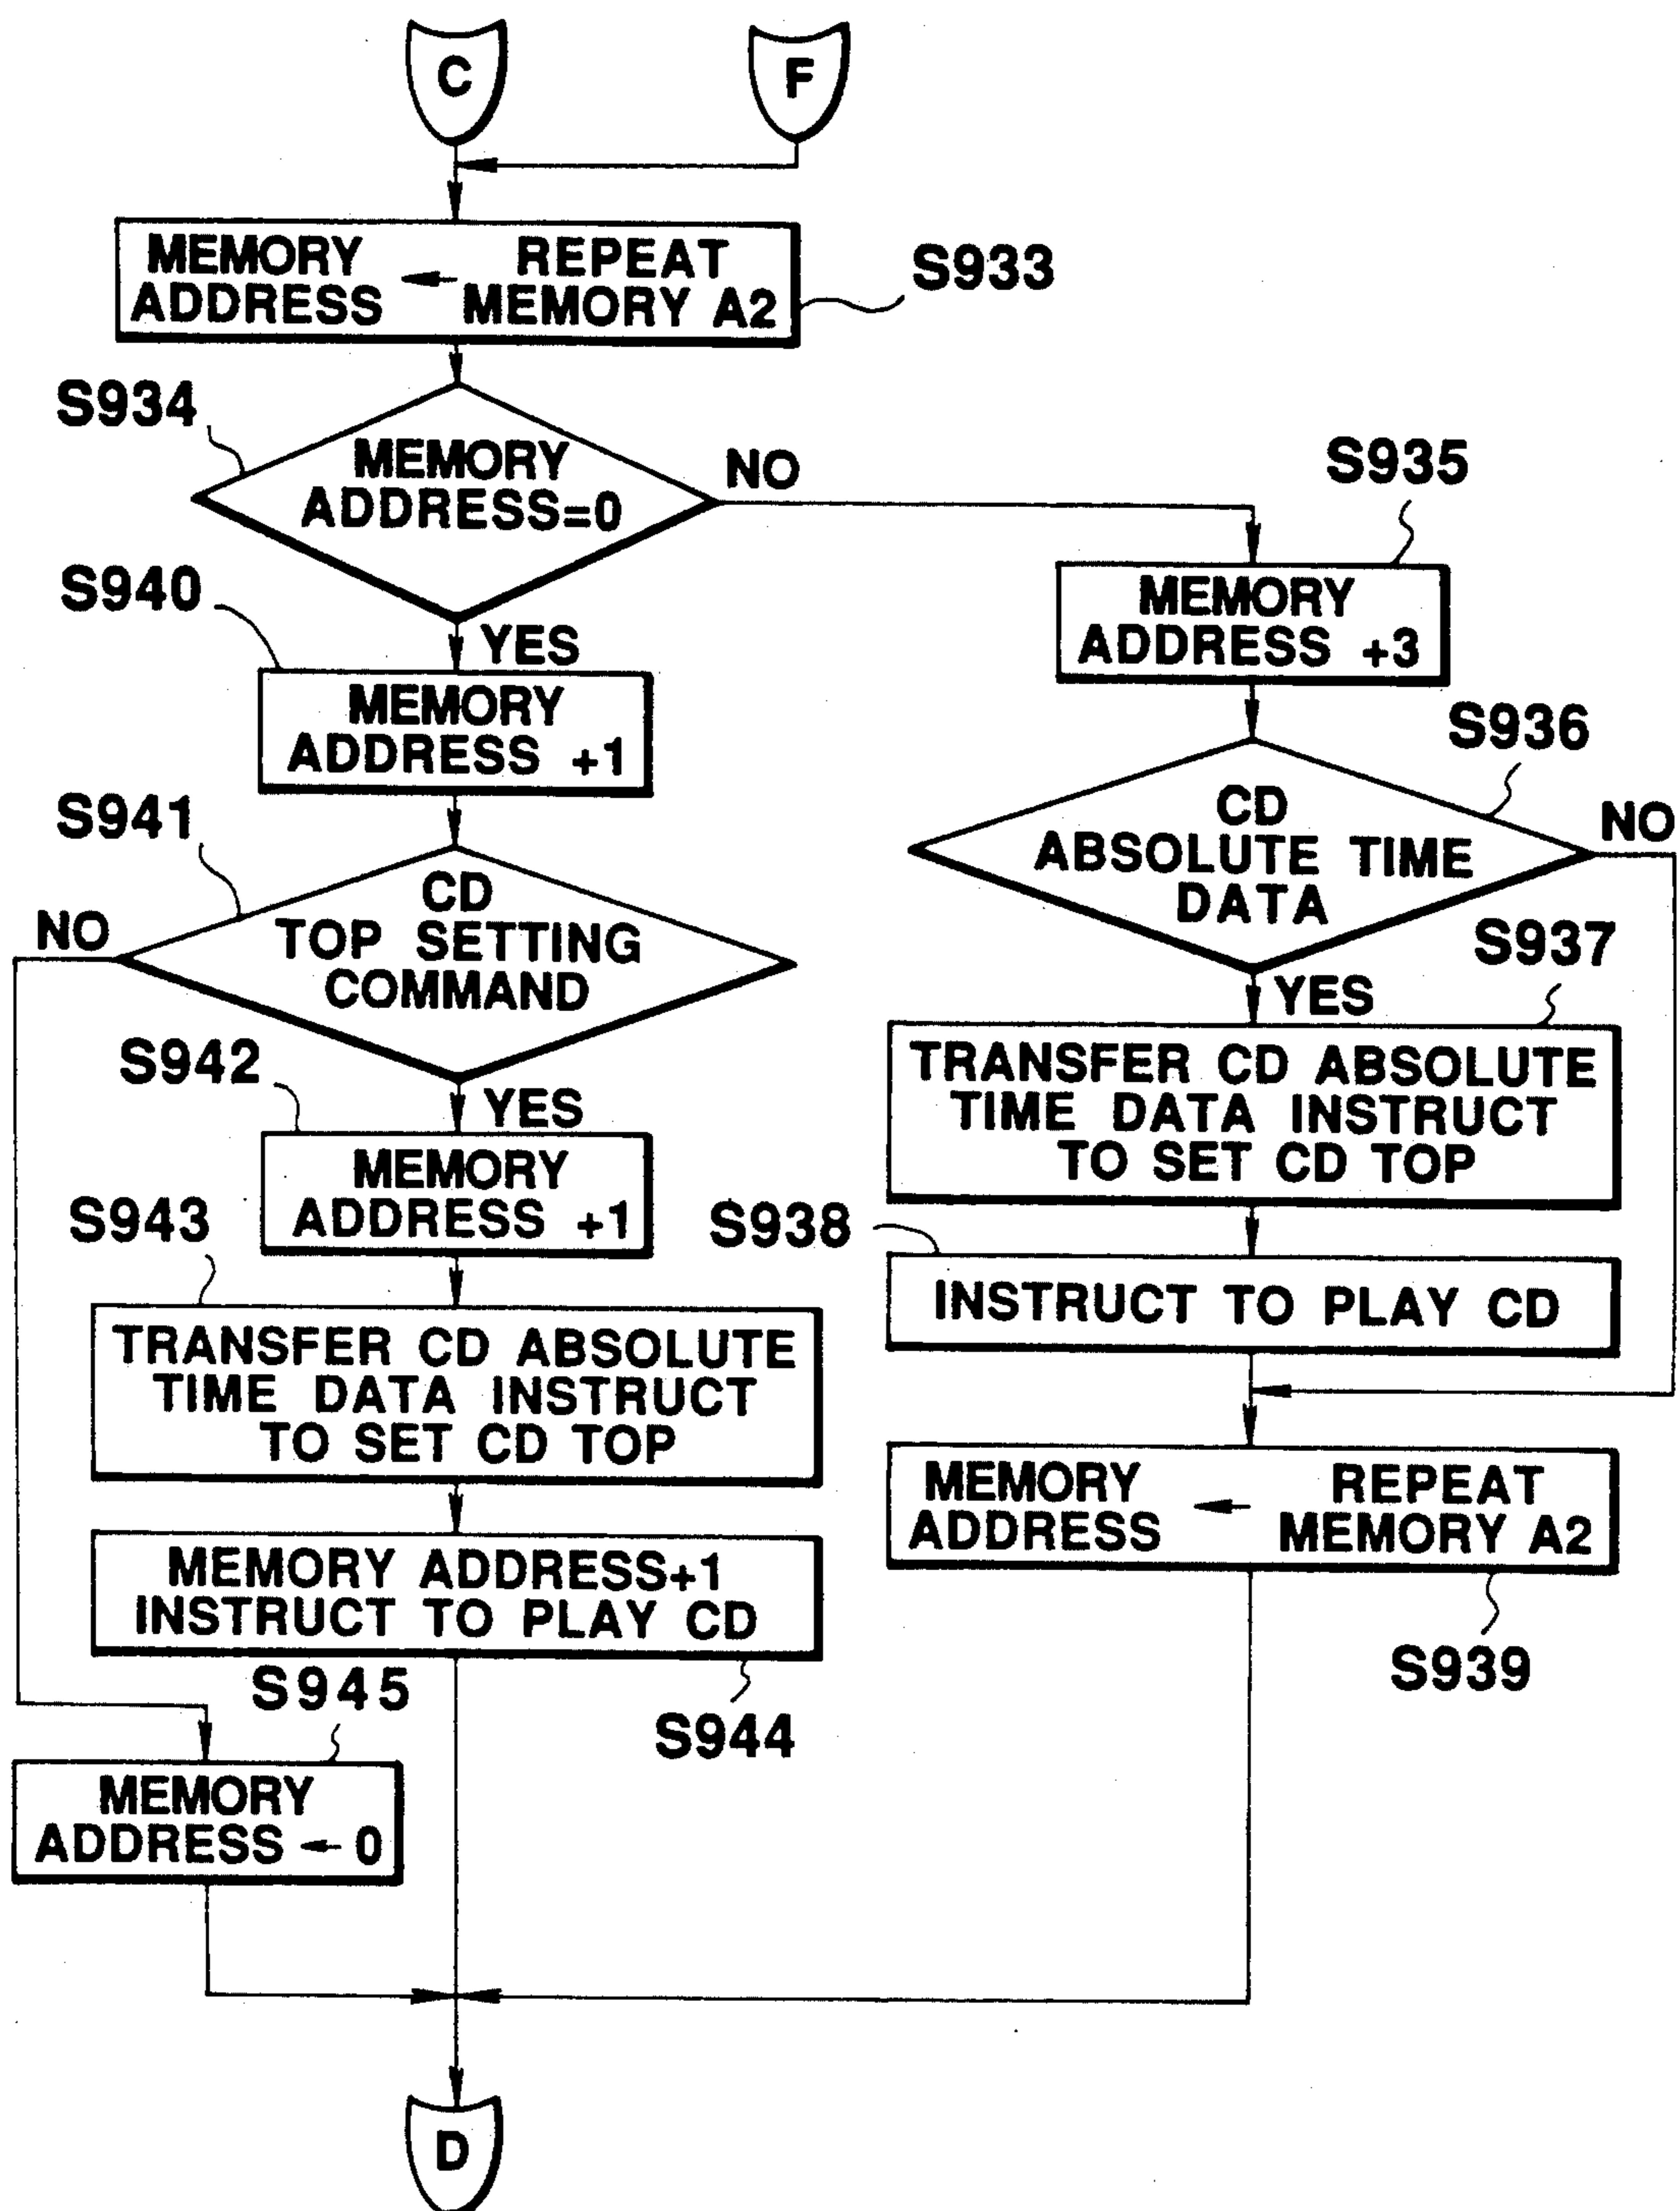 C
F
MEMORY ADDRESS ← REPEAT MEMORY A2
S933
S934
MEMORY
ADDRESS=0
NO
YES
S935
MEMORY
ADDRESS +3
S936
CD
ABSOLUTE TIME
DATA
NO
YES
S937
TRANSFER CD ABSOLUTE
TIME DATA INSTRUCT
TO SET CD TOP
S938
INSTRUCT TO PLAY CD
MEMORY ADDRESS ← REPEAT MEMORY A2
S939
S940
MEMORY
ADDRESS +1
S941
CD
TOP SETTING
COMMAND
NO
YES
S942
MEMORY
ADDRESS +1
S943
TRANSFER CD ABSOLUTE
TIME DATA INSTRUCT
TO SET CD TOP
MEMORY ADDRESS+1
INSTRUCT TO PLAY CD
S944
S945
MEMORY
ADDRESS ← 0
D